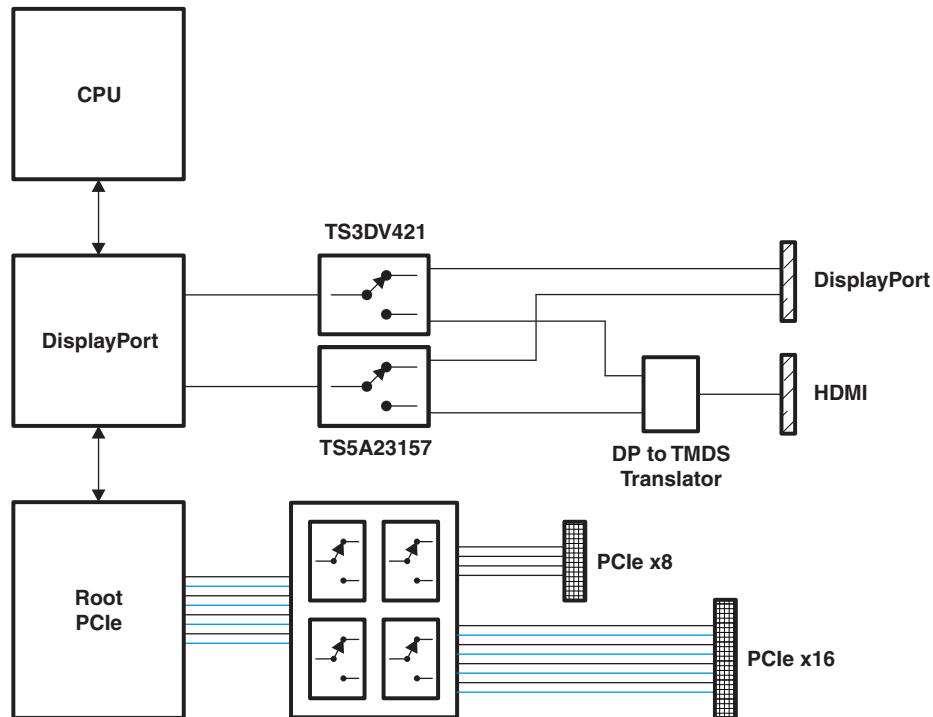 CPU
TS3DV421
DisplayPort
DisplayPort
HDMI
TS5A23157
DP to TMDS
Translator
Root
PCIe
PCIe x8
PCIe x16